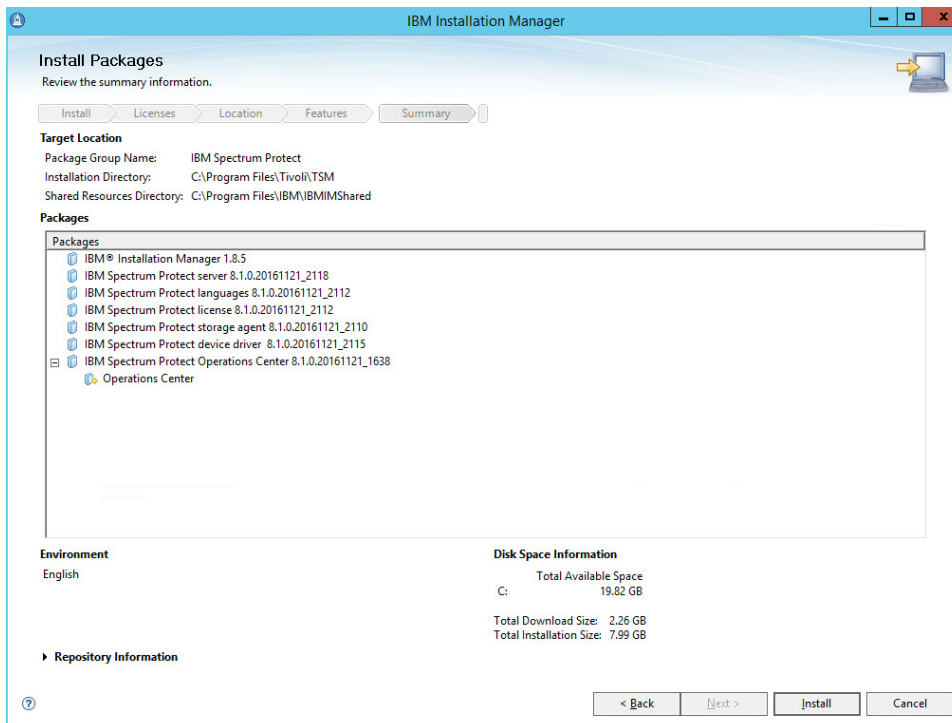 IBM Installation Manager
Install Packages
Review the summary information.
Install Licenses Location Features Summary
Target Location
Package Group Name: IBM Spectrum Protect
Installation Directory: C:\Program Files\Tivoli\TSM
Shared Resources Directory: C:\Program Files\IBM\IBMIMShared
Packages
Packages
IBM® Installation Manager 1.8.5
IBM Spectrum Protect server 8.1.0.20161121_2118
IBM Spectrum Protect languages 8.1.0.20161121_2112
IBM Spectrum Protect license 8.1.0.20161121_2112
IBM Spectrum Protect storage agent 8.1.0.20161121_2110
IBM Spectrum Protect device driver 8.1.0.20161121_2115
IBM Spectrum Protect Operations Center 8.1.0.20161121_1638
Operations Center
Environment
English
Disk Space Information
Total Available Space
C: 19.82 GB
Total Download Size: 2.26 GB
Total Installation Size: 7.99 GB
Repository Information
< Back Next > Install Cancel